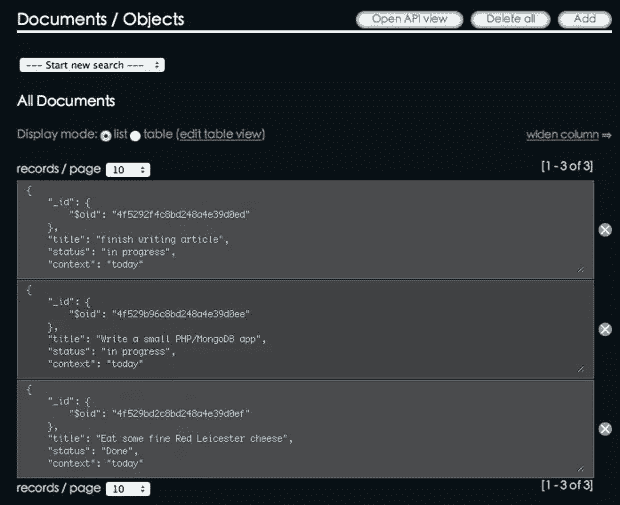 Documents / Objects
Open API view
Delete all
Add
--- Start new search ---
All Documents
Display mode: list table (edit table view)
widen column ⇒
records / page 10
[1 - 3 of 3]
{
"_id": {
"$oid": "4f5292f4c8bd248a4e39d0ed"
},
"title": "finish writing article",
"status": "in progress",
"context": "today"
{
"_id": {
"$oid": "4f529b96c8bd248a4e39d0ee"
},
"title": "Write a small PHP/MongoDB app",
"status": "in progress",
"context": "today"
{
"_id": {
"$oid": "4f529bd2c8bd248a4e39d0ef"
},
"title": "Eat some fine Red Leicester cheese",
"status": "Done",
"context": "today"
records / page 10
[1 - 3 of 3]